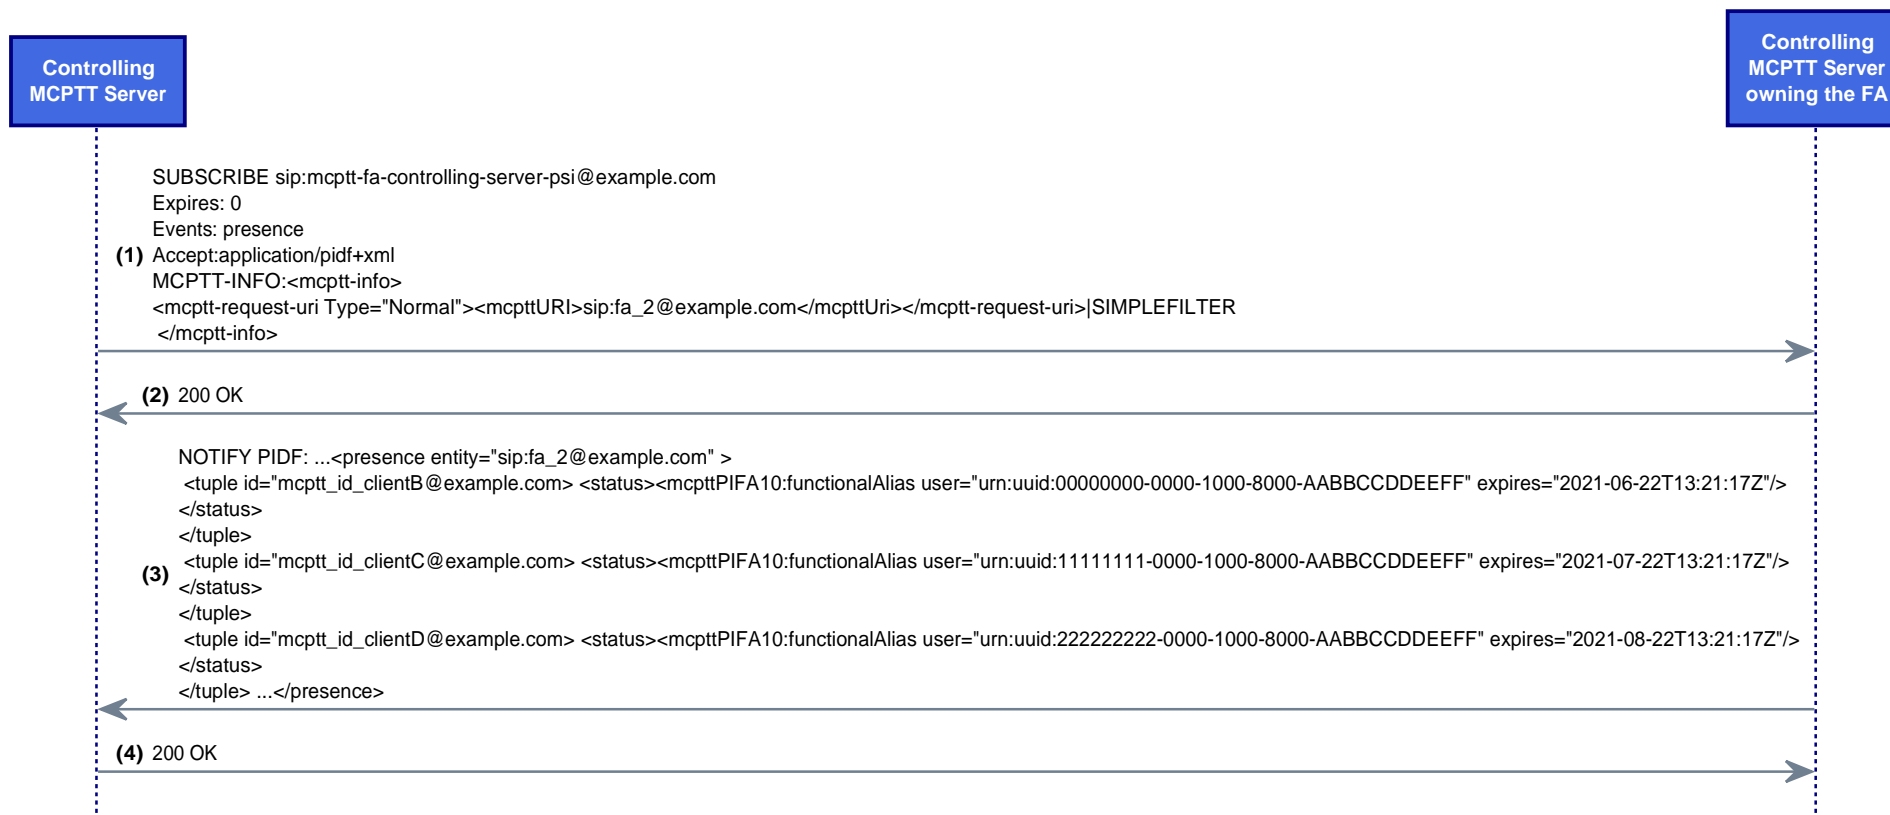 Controlling
MCPTT Server
Controlling
MCPTT Server
owning the FA
SUBSCRIBE sip:mcptt-fa-controlling-server-psi@example.com
Expires: 0
Events: presence
(1) Accept:application/pidf+xml
MCPTT-INFO:<mcptt-info>
<mcptt-request-uri Type="Normal"><mcpttURI>sip:fa_2@example.com</mcpttUri></mcptt-request-uri>|SIMPLEFILTER
</mcptt-info>
(2) 200 OK
NOTIFY PIDF: ...<presence entity="sip:fa_2@example.com" >
<tuple id="mcptt_id_clientB@example.com> <status><mcpttPIFA10:functionalAlias user="urn:uuid:00000000-0000-1000-8000-AABBCCDDEEFF" expires="2021-06-22T13:21:17Z"/>
</status>
</tuple>
<tuple id="mcptt_id_clientC@example.com> <status><mcpttPIFA10:functionalAlias user="urn:uuid:11111111-0000-1000-8000-AABBCCDDEEFF" expires="2021-07-22T13:21:17Z"/>
(3) </status>
</tuple>
<tuple id="mcptt_id_clientD@example.com> <status><mcpttPIFA10:functionalAlias user="urn:uuid:222222222-0000-1000-8000-AABBCCDDEEFF" expires="2021-08-22T13:21:17Z"/>
</status>
</tuple> ...</presence>
(4) 200 OK